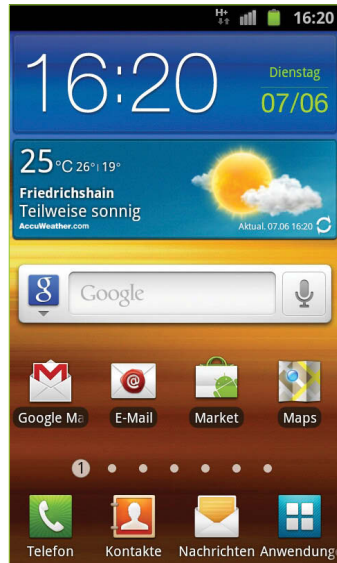 H+ 16:20
16:20
Dienstag
07/06
25°C 26°| 19°
Friedrichshain
Teilweise sonnig
AccuWeather.com
Aktual. 07.06 16:20
g Google
Google Ma E-Mail Market Maps
1
Telefon Kontakte Nachrichten Anwendunge